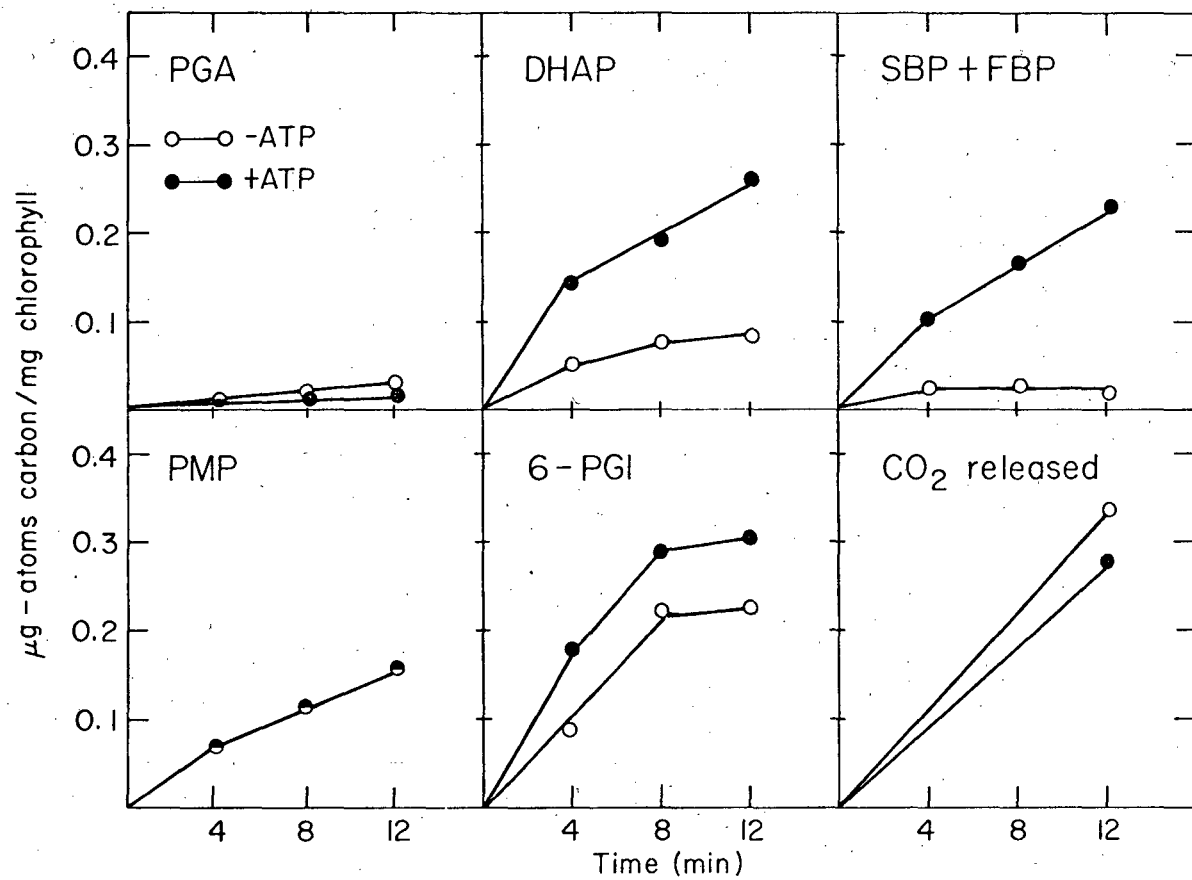 μg-atoms carbon/mg chlorophyll
0.4
0.3
0.2
0.1
PGA
-ATP
+ATP
DHAP
SBP + FBP
0.4
0.3
0.2
0.1
PMP
6-PGl
CO2 released
4 8 12
4 8 12
4 8 12
Time (min)